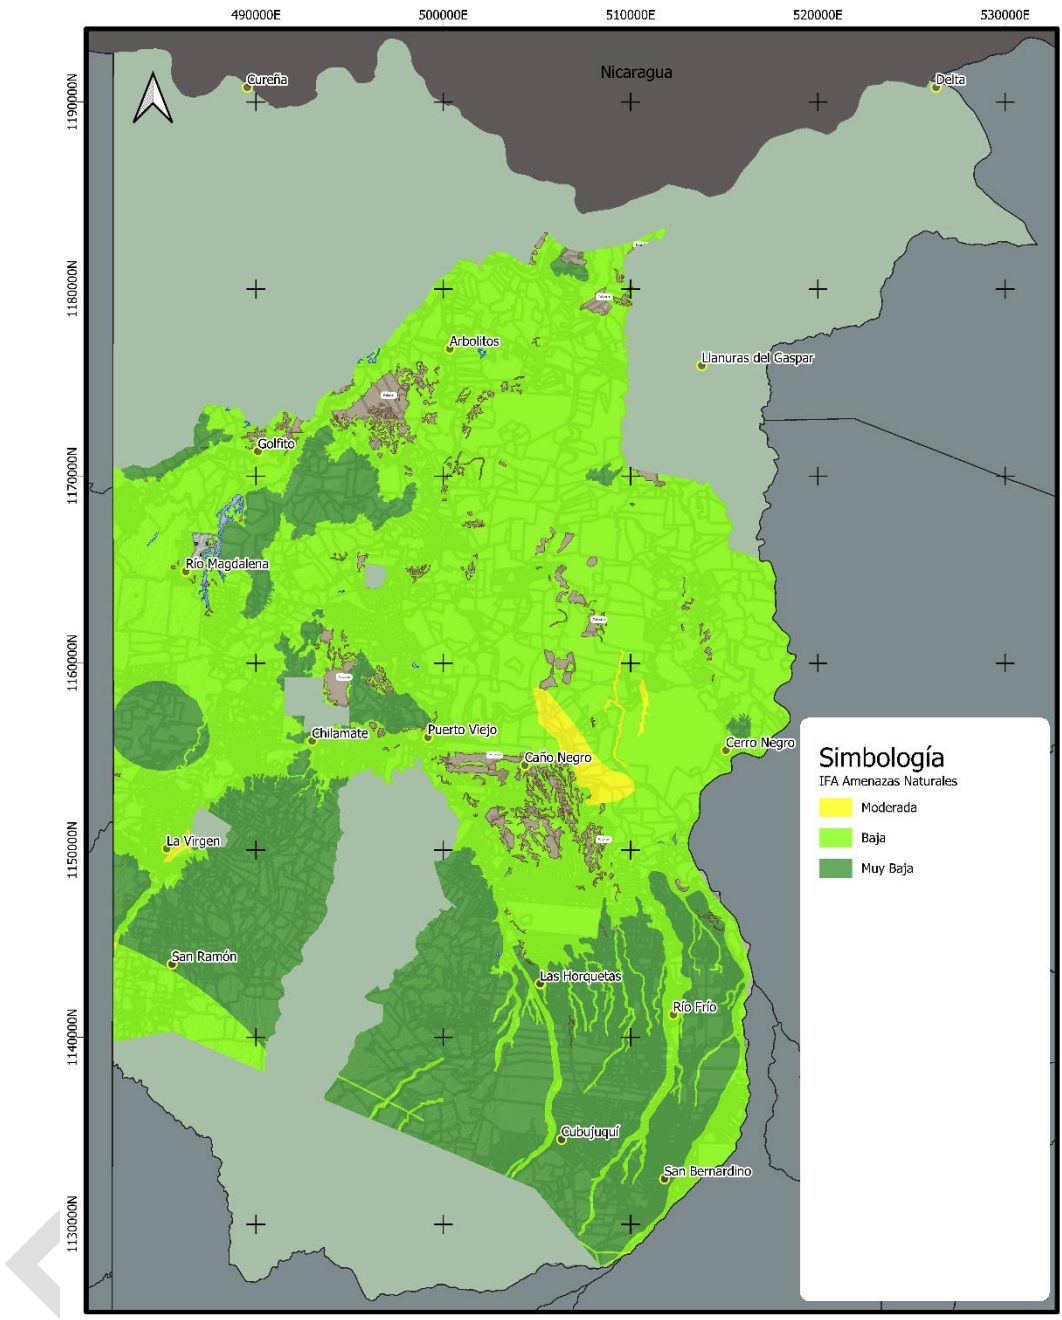 490000E 500000E 510000E 520000E 530000E
1190000N
1180000N
1170000N
1160000N
1150000N
1140000N
1130000N
Nicaragua
Cureña
Delta
Arbolitos
Llanuras del Gaspar
Golfito
Río Magdalena
Chilamate
Puerto Viejo
Caño Negro
Cerro Negro
La Virgen
San Ramón
Las Horquetas
Río Frío
Cubujuquí
San Bernardino
Simbología
IFA Amenazas Naturales
Moderada
Baja
Muy Baja